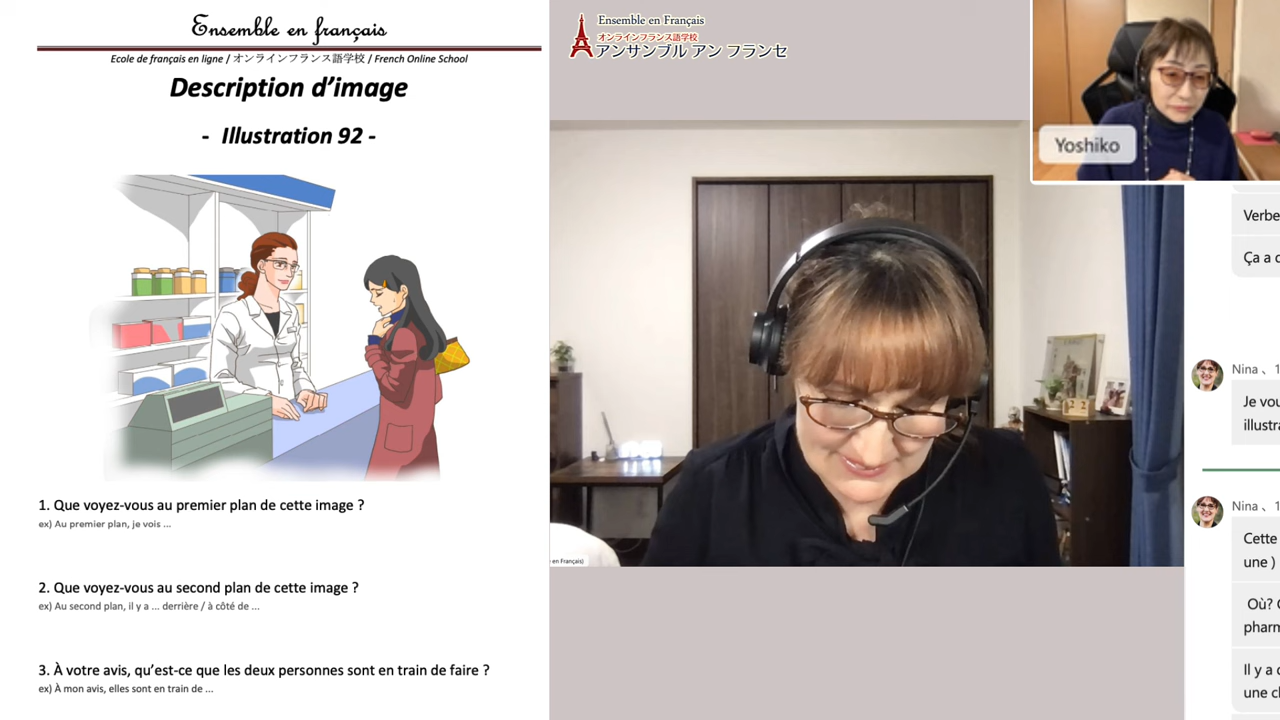 Ensemble en français
Ecole de français en ligne / オンラインフランス語学校 / French Online School
Description d’image
- Illustration 92 -
1. Que voyez-vous au premier plan de cette image ?
ex) Au premier plan, je vois ...
2. Que voyez-vous au second plan de cette image ?
ex) Au second plan, il y a ... derrière / à côté de ...
3. À votre avis, qu’est-ce que les deux personnes sont en train de faire ?
ex) À mon avis, elles sont en train de ...
Ensemble en Français
オンラインフランス語学校
アンサンブル アン フランセ
en Français)
Yoshiko
Verbe
Ça a
Nina、1
Je vou
illustra
Nina、1
Cette
une )
Où?
pharm
Il y a
une c